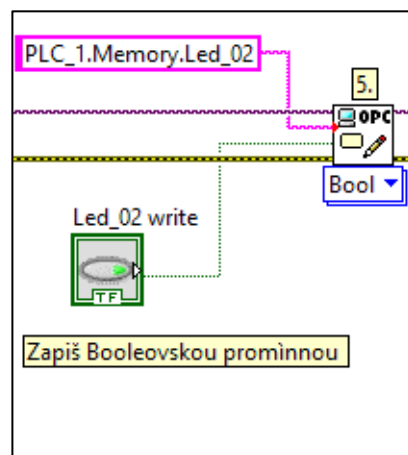 PLC_1.Memory.Led_02
5.
OPC
Bool
Led_02 write
TF
Zapiš Booleovskou promìnnou